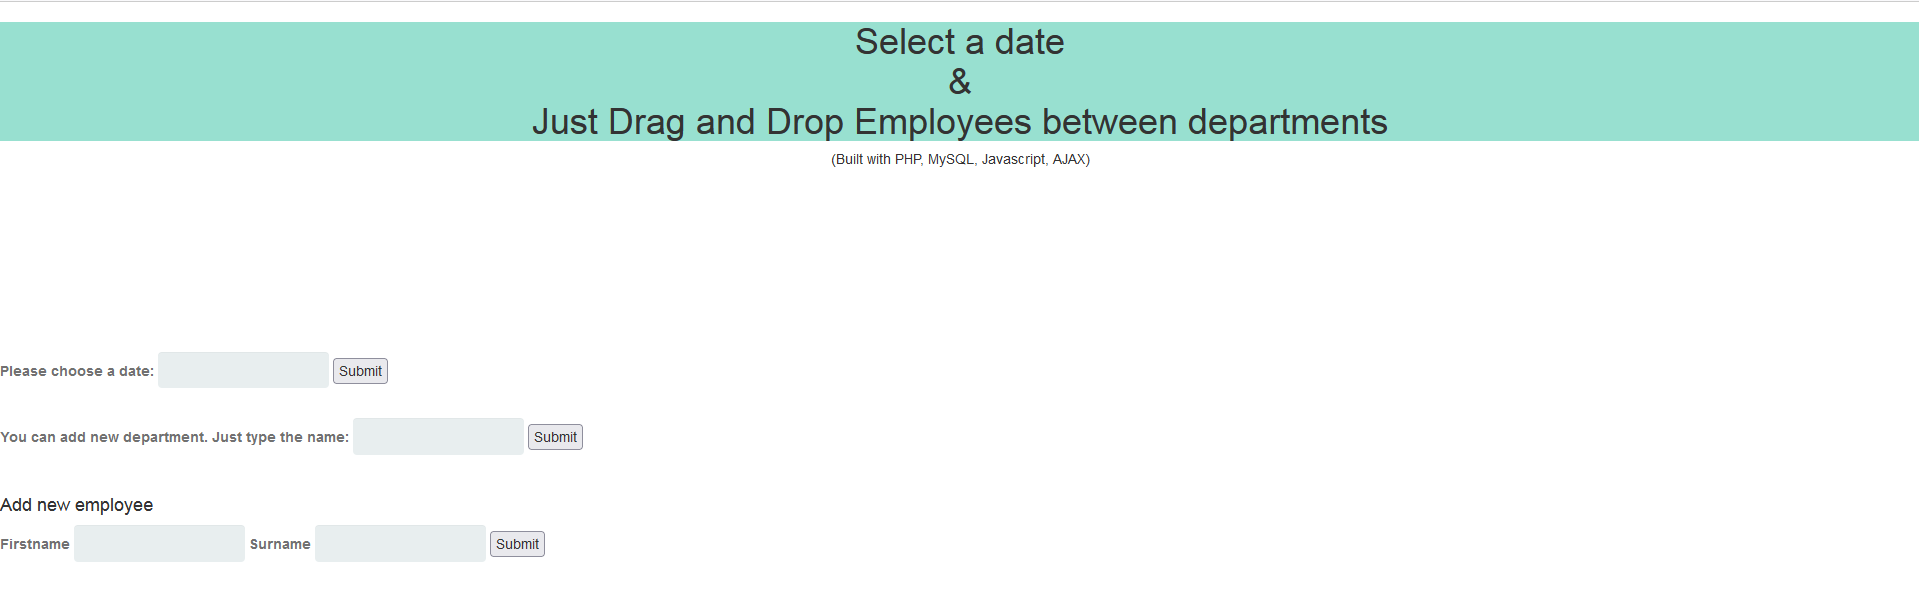 Select a date
&
Just Drag and Drop Employees between departments
(Built with PHP, MySQL, Javascript, AJAX)
Please choose a date: Submit
You can add new department. Just type the name: Submit
Add new employee
Firstname Surname Submit